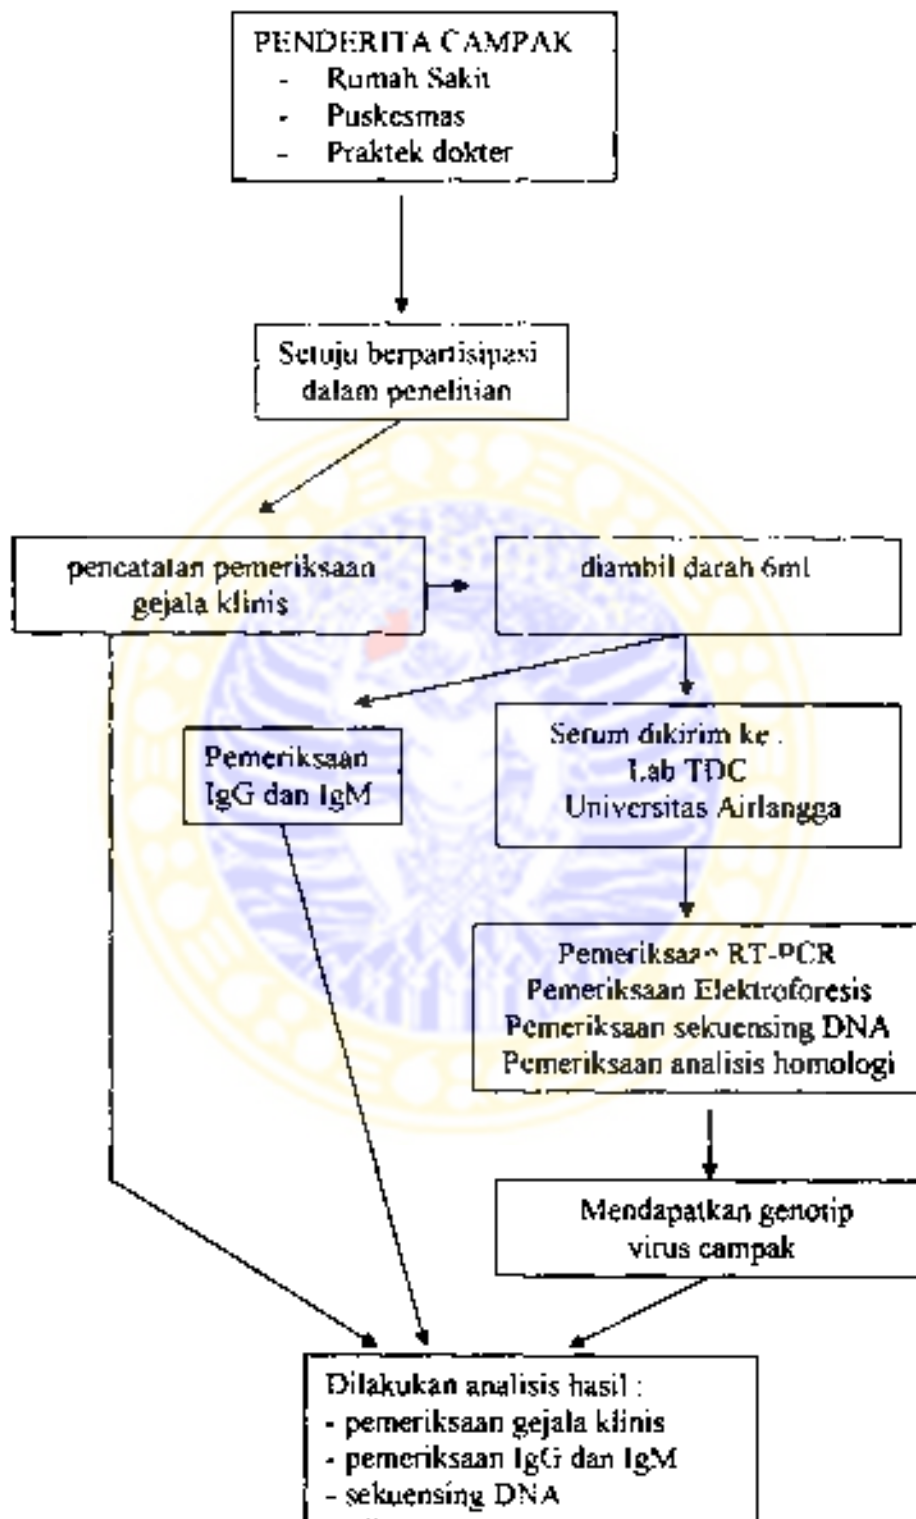 PENDERITA CAMPAK
- Rumah Sakit
- Puskesmas
- Praktek dokter
Setuju berpartisipasi
dalam penelitian
pencatatan pemeriksaan
gejala klinis
diambil darah 6ml
Pemeriksaan
IgG dan IgM
Serum dikirim ke :
Lab TDC
Universitas Airlangga
Pemeriksaan RT-PCR
Pemeriksaan Elektroforesis
Pemeriksaan sekuensing DNA
Pemeriksaan analisis homologi
Mendapatkan genotip
virus campak
Dilakukan analisis hasil :
- pemeriksaan gejala klinis
- pemeriksaan IgG dan IgM
- sekuensing DNA